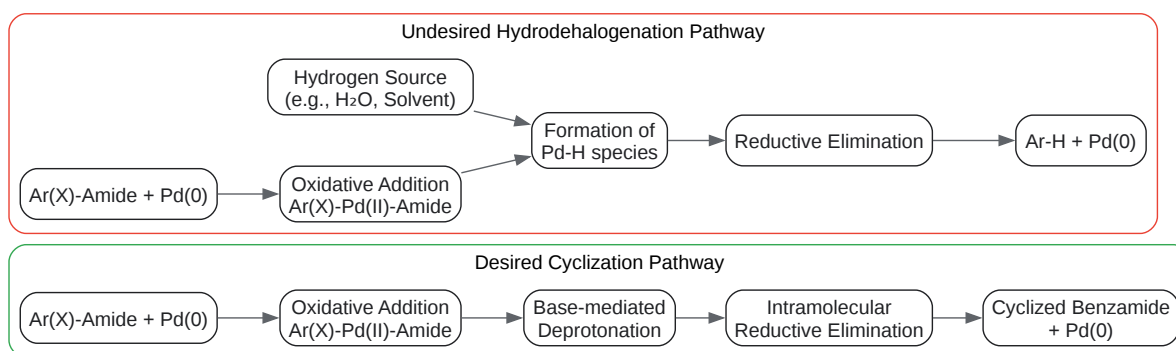 Undesired Hydrodehalogenation Pathway
Hydrogen Source
(e.g., H₂O, Solvent)
Formation of
Pd-H species
Reductive Elimination
Ar-H + Pd(0)
Ar(X)-Amide + Pd(0)
Oxidative Addition
Ar(X)-Pd(II)-Amide
Desired Cyclization Pathway
Ar(X)-Amide + Pd(0)
Oxidative Addition
Ar(X)-Pd(II)-Amide
Base-mediated
Deprotonation
Intramolecular
Reductive Elimination
Cyclized Benzamide
+ Pd(0)